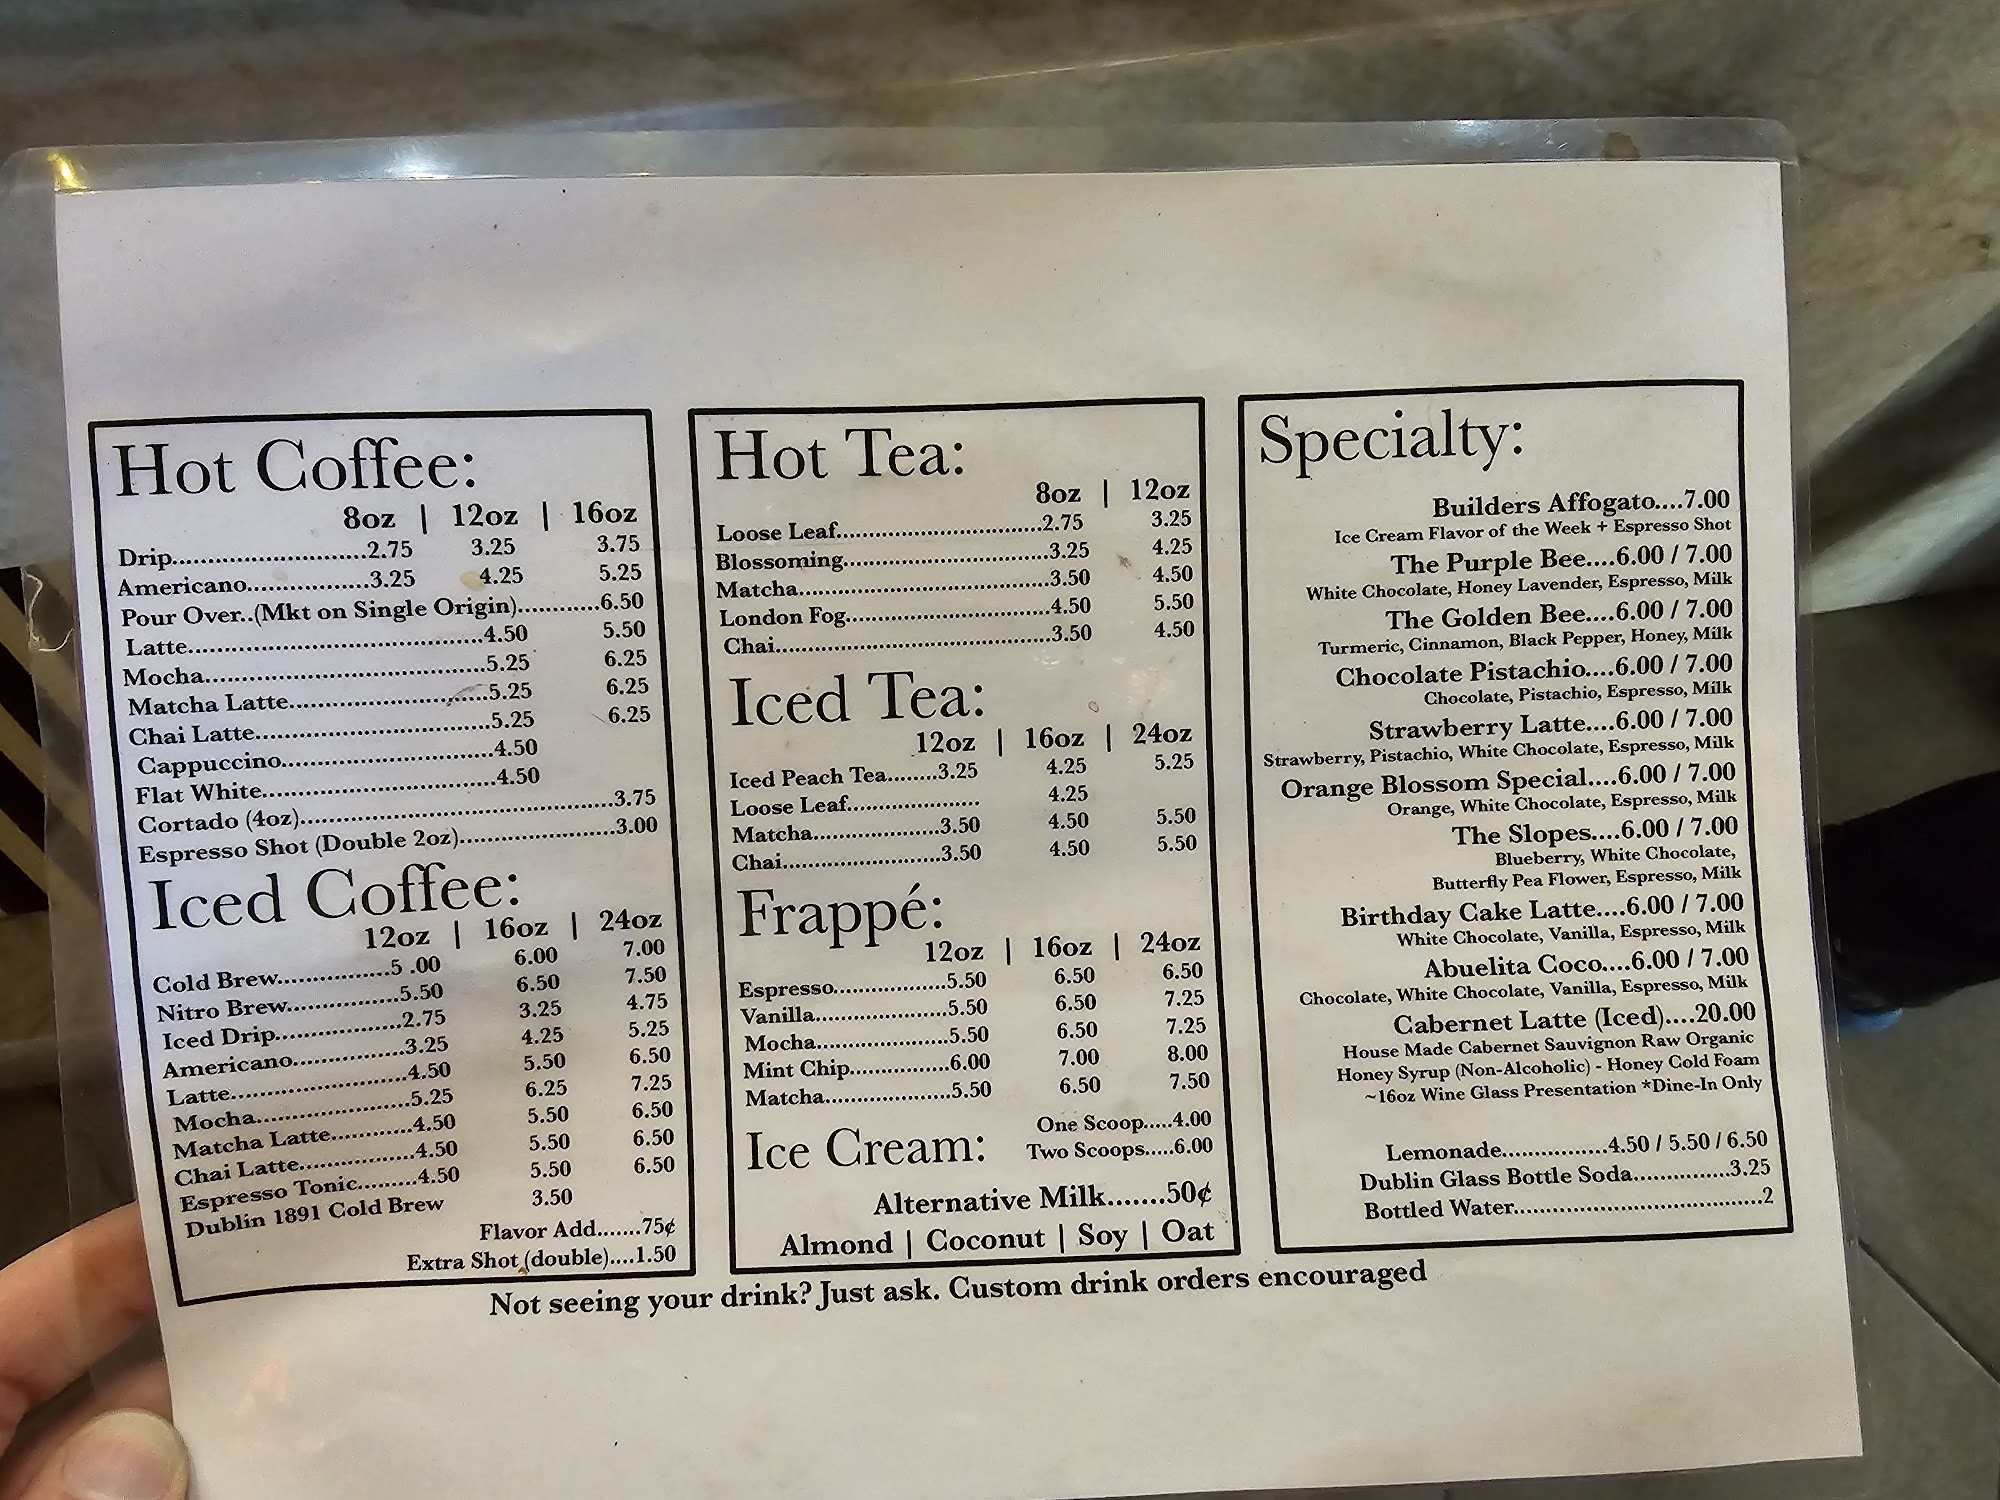 Hot Coffee:
8oz | 12oz | 16oz
Drip.........................2.75 3.25 3.75
Americano................3.25 4.25 5.25
Pour Over..(Mkt on Single Origin)...........6.50
Latte......................................4.50 5.50
Mocha....................................5.25 6.25
Matcha Latte..........................5.25 6.25
Chai Latte..............................5.25 6.25
Cappuccino............................4.50
Flat White...............................4.50
Cortado (4oz)..........................................3.75
Espresso Shot (Double 2oz).....................3.00
Iced Coffee:
12oz | 16oz | 24oz
Cold Brew...............5 .00 6.00 7.00
Nitro Brew...............5.50 6.50 7.50
Iced Drip.................2.75 3.25 4.75
Americano...............3.25 4.25 5.25
Latte........................4.50 5.50 6.50
Mocha.....................5.25 6.25 7.25
Matcha Latte............4.50 5.50 6.50
Chai Latte................4.50 5.50 6.50
Espresso Tonic.........4.50 5.50 6.50
Dublin 1891 Cold Brew 3.50
Flavor Add.......75¢
Extra Shot (double)....1.50
Hot Tea:
8oz | 12oz
Loose Leaf.............................2.75 3.25
Blossoming.............................3.25 4.25
Matcha...................................3.50 4.50
London Fog............................4.50 5.50
Chai.......................................3.50 4.50
Iced Tea:
12oz | 16oz | 24oz
Iced Peach Tea.......3.25 4.25 5.25
Loose Leaf................... 4.25
Matcha..................3.50 4.50 5.50
Chai.......................3.50 4.50 5.50
Frappé:
12oz | 16oz | 24oz
Espresso................5.50 6.50 6.50
Vanilla...................5.50 6.50 7.25
Mocha....................5.50 6.50 7.25
Mint Chip..............6.00 7.00 8.00
Matcha..................5.50 6.50 7.50
Ice Cream:
One Scoop.....4.00
Two Scoops.....6.00
Alternative Milk.......50¢
Almond | Coconut | Soy | Oat
Specialty:
Builders Affogato....7.00
Ice Cream Flavor of the Week + Espresso Shot
The Purple Bee....6.00 / 7.00
White Chocolate, Honey Lavender, Espresso, Milk
The Golden Bee....6.00 / 7.00
Turmeric, Cinnamon, Black Pepper, Honey, Milk
Chocolate Pistachio....6.00 / 7.00
Chocolate, Pistachio, Espresso, Milk
Strawberry Latte....6.00 / 7.00
Strawberry, Pistachio, White Chocolate, Espresso, Milk
Orange Blossom Special....6.00 / 7.00
Orange, White Chocolate, Espresso, Milk
The Slopes....6.00 / 7.00
Blueberry, White Chocolate,
Butterfly Pea Flower, Espresso, Milk
Birthday Cake Latte....6.00 / 7.00
White Chocolate, Vanilla, Espresso, Milk
Abuelita Coco....6.00 / 7.00
Chocolate, White Chocolate, Vanilla, Espresso, Milk
Cabernet Latte (Iced)....20.00
House Made Cabernet Sauvignon Raw Organic
Honey Syrup (Non-Alcoholic) - Honey Cold Foam
~16oz Wine Glass Presentation *Dine-In Only
Lemonade................4.50 / 5.50 / 6.50
Dublin Glass Bottle Soda..............3.25
Bottled Water....................................2
Not seeing your drink? Just ask. Custom drink orders encouraged